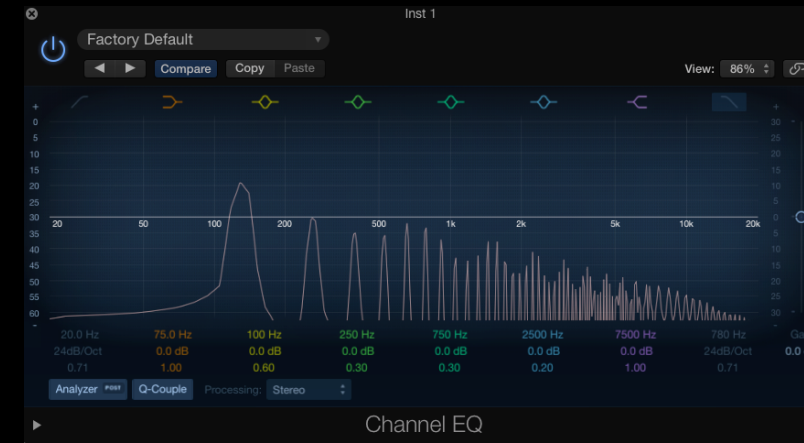 Inst 1
Factory Default
Compare Copy Paste View: 86%
+ +
0 30
5 25
10 20
15 15
20 10
25 5
30 20 50 100 200 500 1k 2k 5k 10k 20k 0
35 5
40 10
45 15
50 20
55 25
60 30
- -
20.0 Hz 75.0 Hz 100 Hz 250 Hz 750 Hz 2500 Hz 7500 Hz 780 Hz
24dB/Oct 0.0 dB 0.0 dB 0.0 dB 0.0 dB 0.0 dB 0.0 dB 24dB/Oct 0.0
0.71 1.00 0.60 0.30 0.30 0.20 1.00 0.71
Analyzer POST Q-Couple Processing: Stereo
Channel EQ